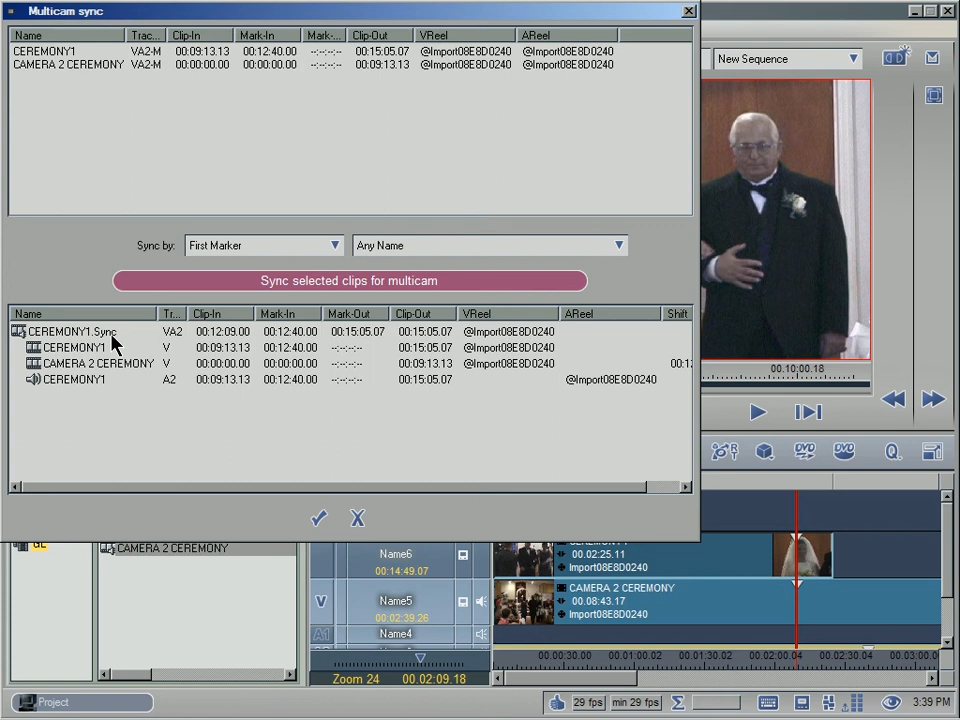 Multicam sync
Name Trac... Clip-In Mark-In Mark-... Clip-Out VReel AReel
CEREMONY1 VA2-M 00:09:13.13 00:12:40.00 --:--:--:-- 00:15:05.07 @Import08E8D0240 @Import08E8D0240
CAMERA 2 CEREMONY VA2-M 00:00:00.00 00:00:00.00 --:--:--:-- 00:09:13.13 @Import08E8D0240 @Import08E8D0240
New Sequence
Sync by: First Marker Any Name
Sync selected clips for multicam
Name Tr... Clip-In Mark-In Mark-Out Clip-Out VReel AReel Shift
CEREMONY1.Sync VA2 00:12:09.00 00:12:40.00 00:15:05.07 00:15:05.07 @Import08E8D0240
CEREMONY1 V 00:09:13.13 00:12:40.00 --:--:--:-- 00:15:05.07 @Import08E8D0240
CAMERA 2 CEREMONY V 00:00:00.00 00:00:00.00 --:--:--:-- 00:09:13.13 @Import08E8D0240 00:1
CEREMONY1 A2 00:09:13.13 00:12:40.00 --:--:--:-- 00:15:05.07 @Import08E8D0240
00.10:00.18
DVD DVD Q
GL
CAMERA 2 CEREMONY
Name6
00:14:49.07
00.02:25.11
Import08E8D0240
V Name5
00:02:39.26
CAMERA 2 CEREMONY
00.08:43.17
Import08E8D0240
A1 Name4
00.00:30.00 00.01:00.02 00.01:30.02 00.02:00.04 00.02:30.04 00.03:00.0
Zoom 24 00.02:09.18
Project
29 fps min 29 fps 3:39 PM